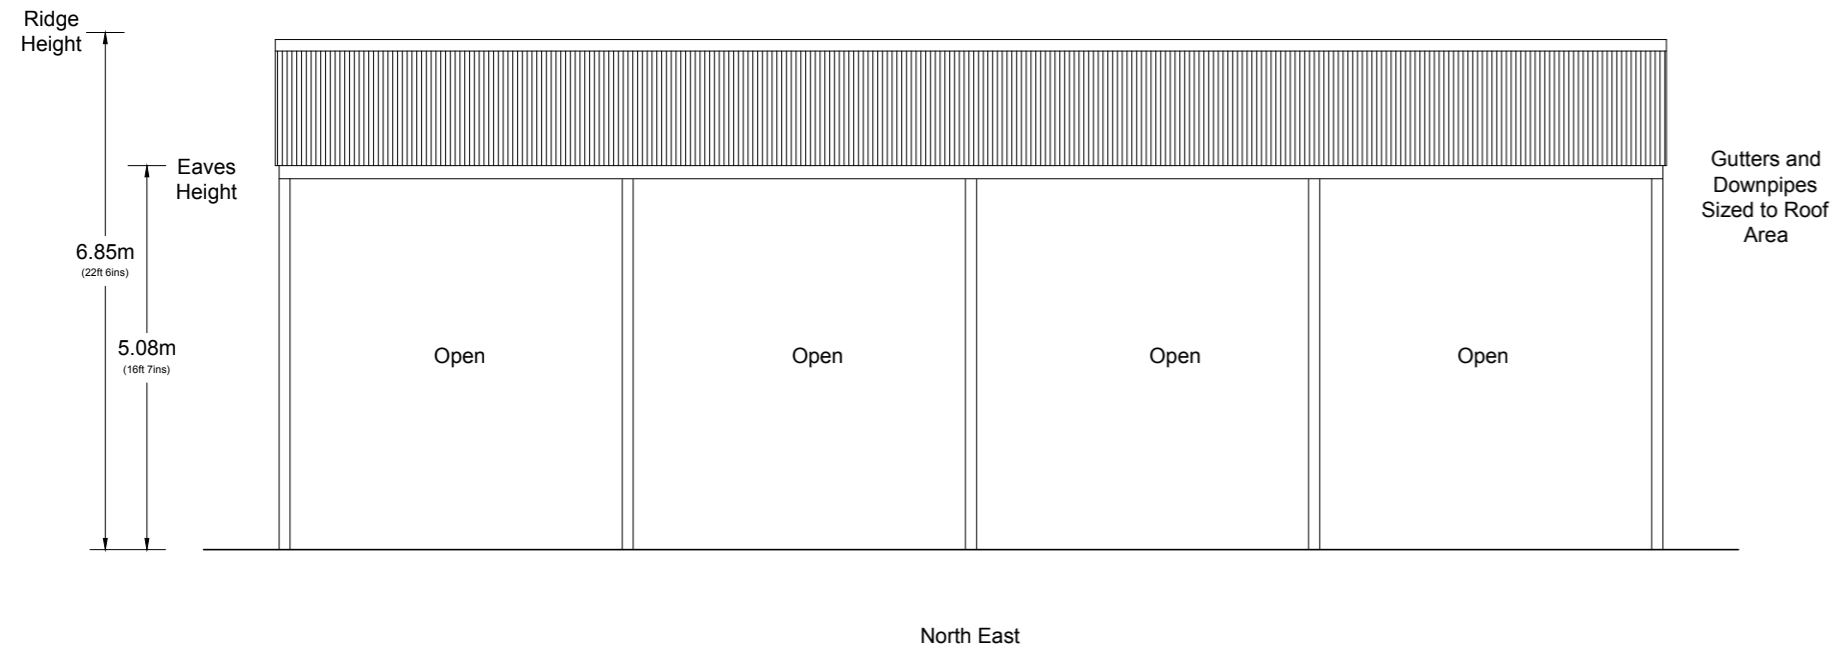 Ridge
Height
Eaves
Height
6.85m
(22ft 6ins)
5.08m
(16ft 7ins)
Open
Open
Open
Open
Gutters and
Downpipes
Sized to Roof
Area
North East